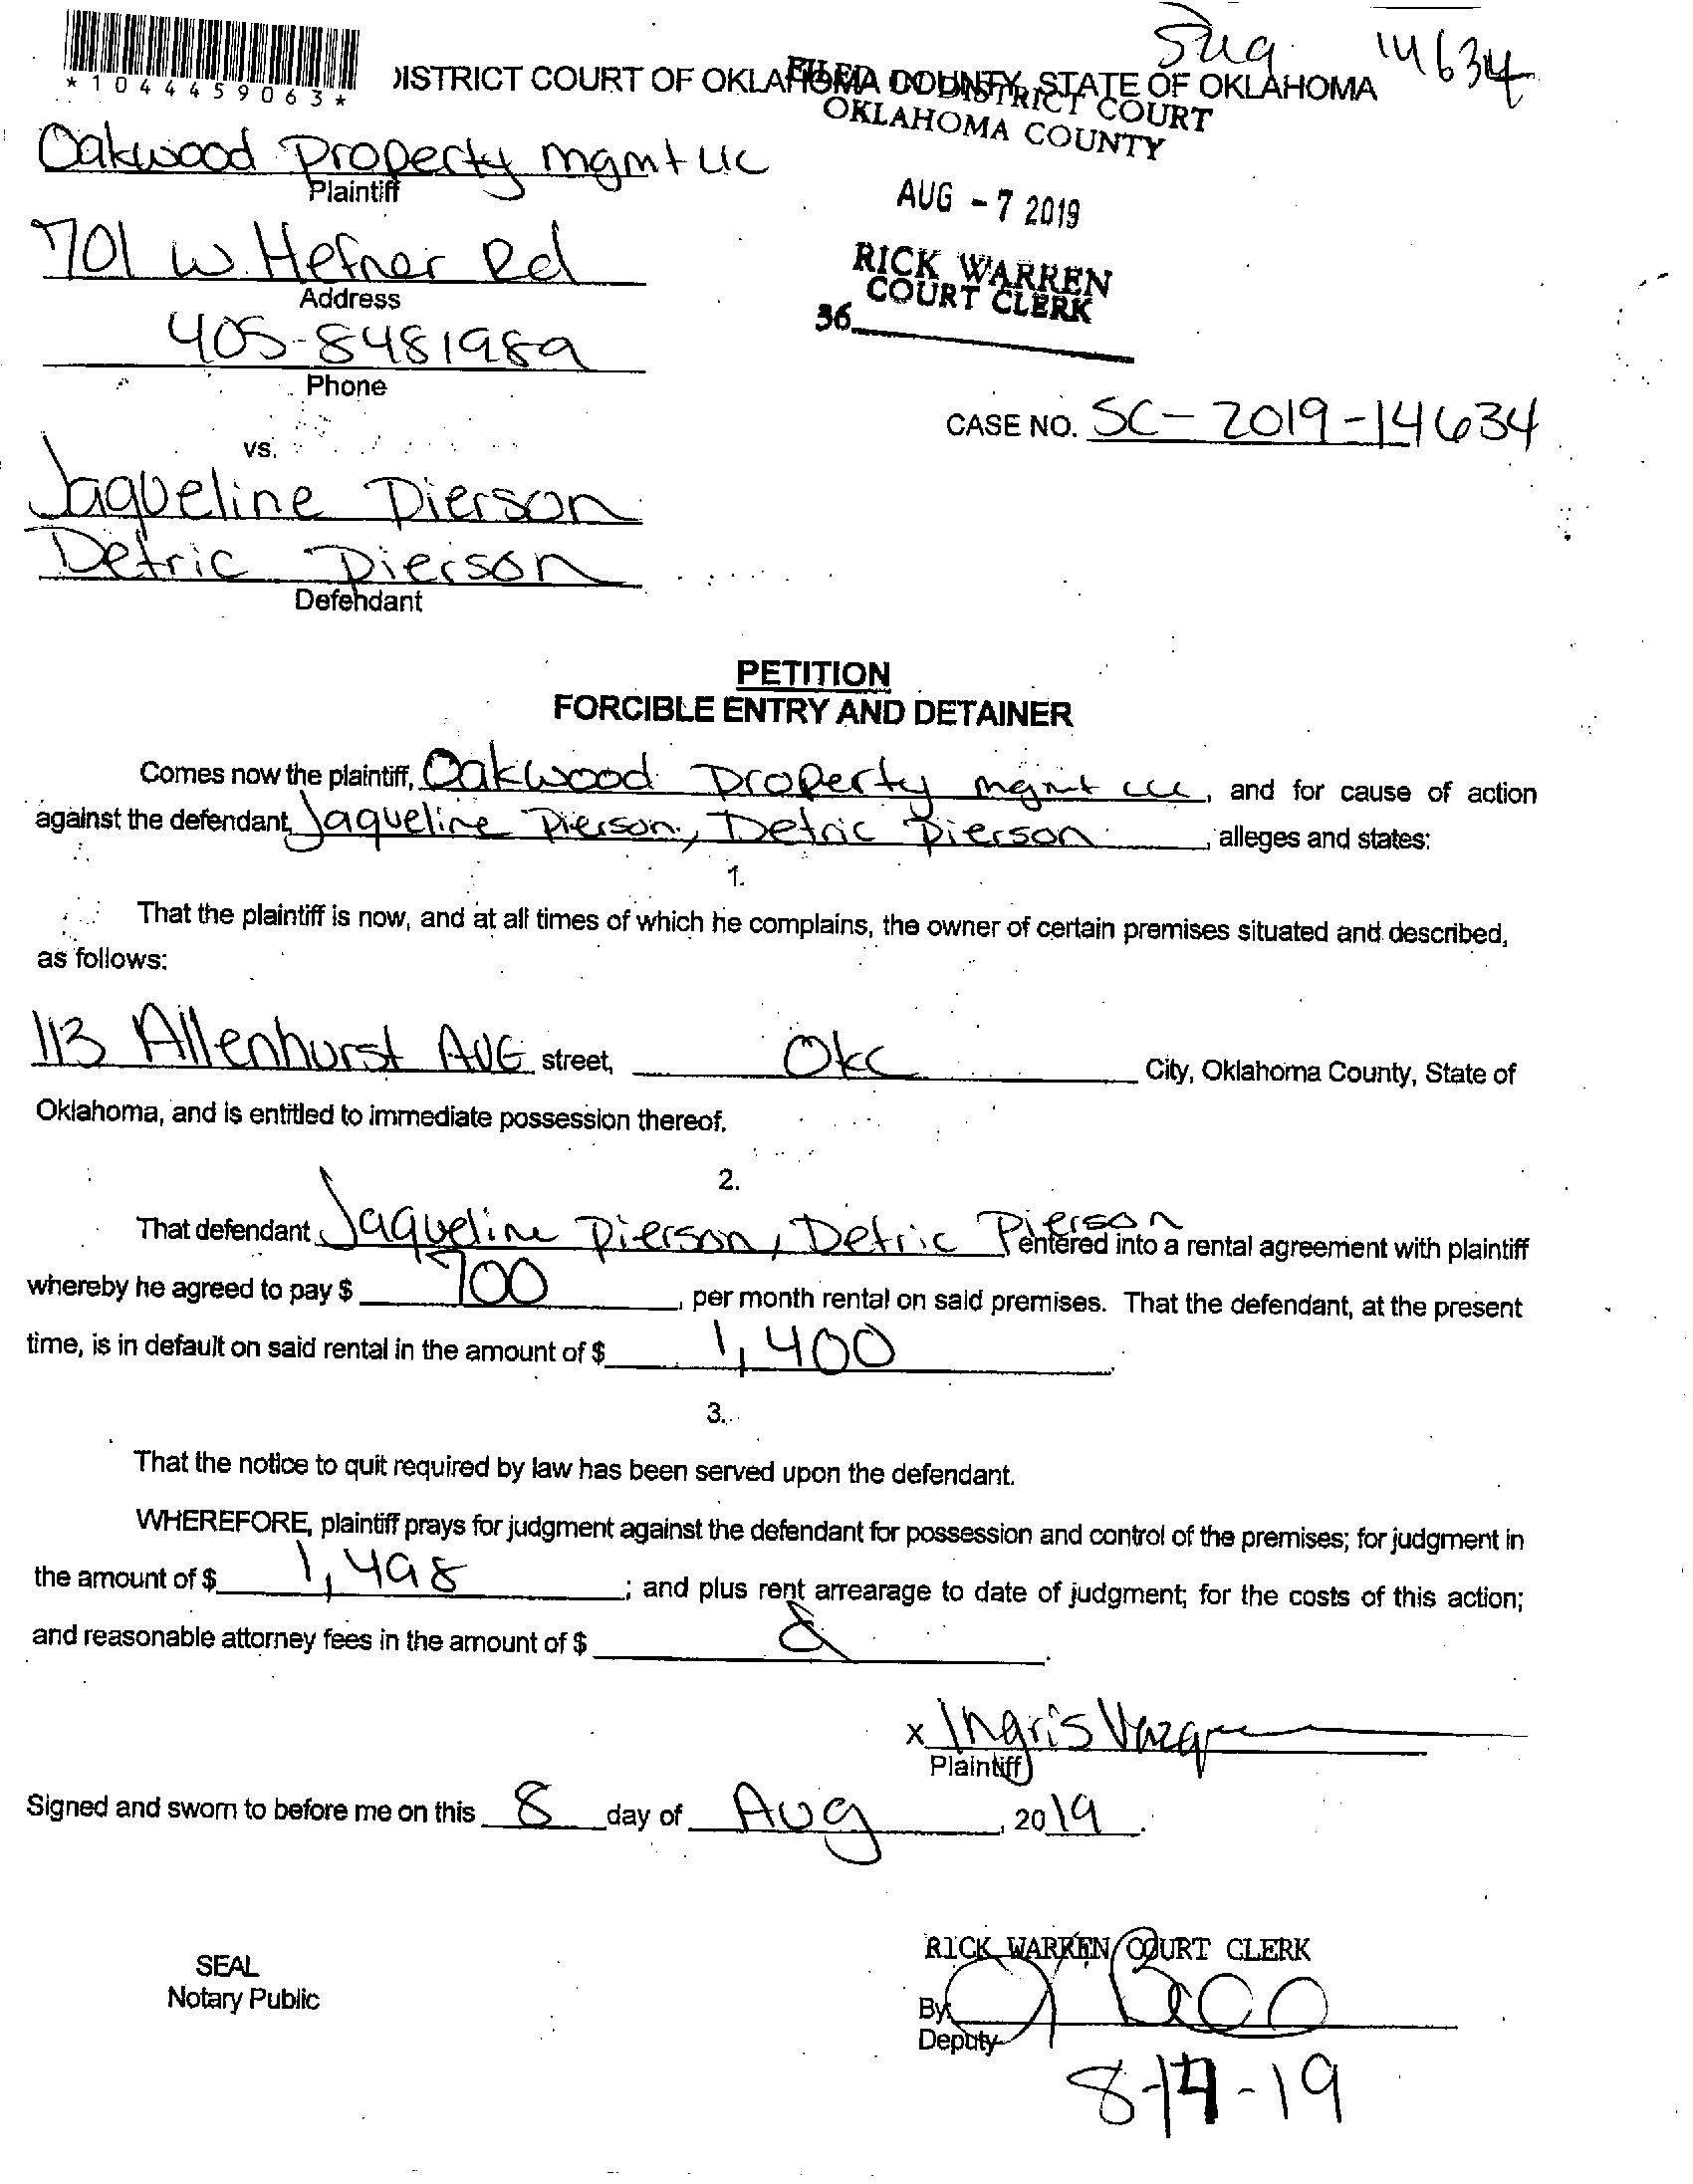 14634
*1044459063*
DISTRICT COURT OF OKLAHOMA COUNTY, STATE OF OKLAHOMA
FILED IN DISTRICT COURT
OKLAHOMA COUNTY
Oakwood Property mgmt LLC
Plaintiff
AUG - 7 2019
701 W. Hefner Rd
Address
RICK WARREN
COURT CLERK
36
405-8481989
Phone
CASE NO. SC-2019-14634
vs.
Jaqueline Pierson
Detric Pierson
Defendant
PETITION
FORCIBLE ENTRY AND DETAINER
Comes now the plaintiff, Oakwood Property mgmt LLC, and for cause of action
against the defendant, Jaqueline Pierson, Detric Pierson, alleges and states:
1.
That the plaintiff is now, and at all times of which he complains, the owner of certain premises situated and described,
as follows:
113 Allenhurst Ave street, OKC City, Oklahoma County, State of
Oklahoma, and is entitled to immediate possession thereof.
2.
That defendant Jaqueline Pierson, Detric Pierson entered into a rental agreement with plaintiff
whereby he agreed to pay $ 700, per month rental on said premises. That the defendant, at the present
time, is in default on said rental in the amount of $ 1,400.
3.
That the notice to quit required by law has been served upon the defendant.
WHEREFORE, plaintiff prays for judgment against the defendant for possession and control of the premises; for judgment in
the amount of $ 1,498; and plus rent arrearage to date of judgment; for the costs of this action;
and reasonable attorney fees in the amount of $
x Ingris
Plaintiff
Signed and sworn to before me on this 8 day of Aug, 2019.
RICK WARREN COURT CLERK
SEAL
Notary Public
By:
Deputy